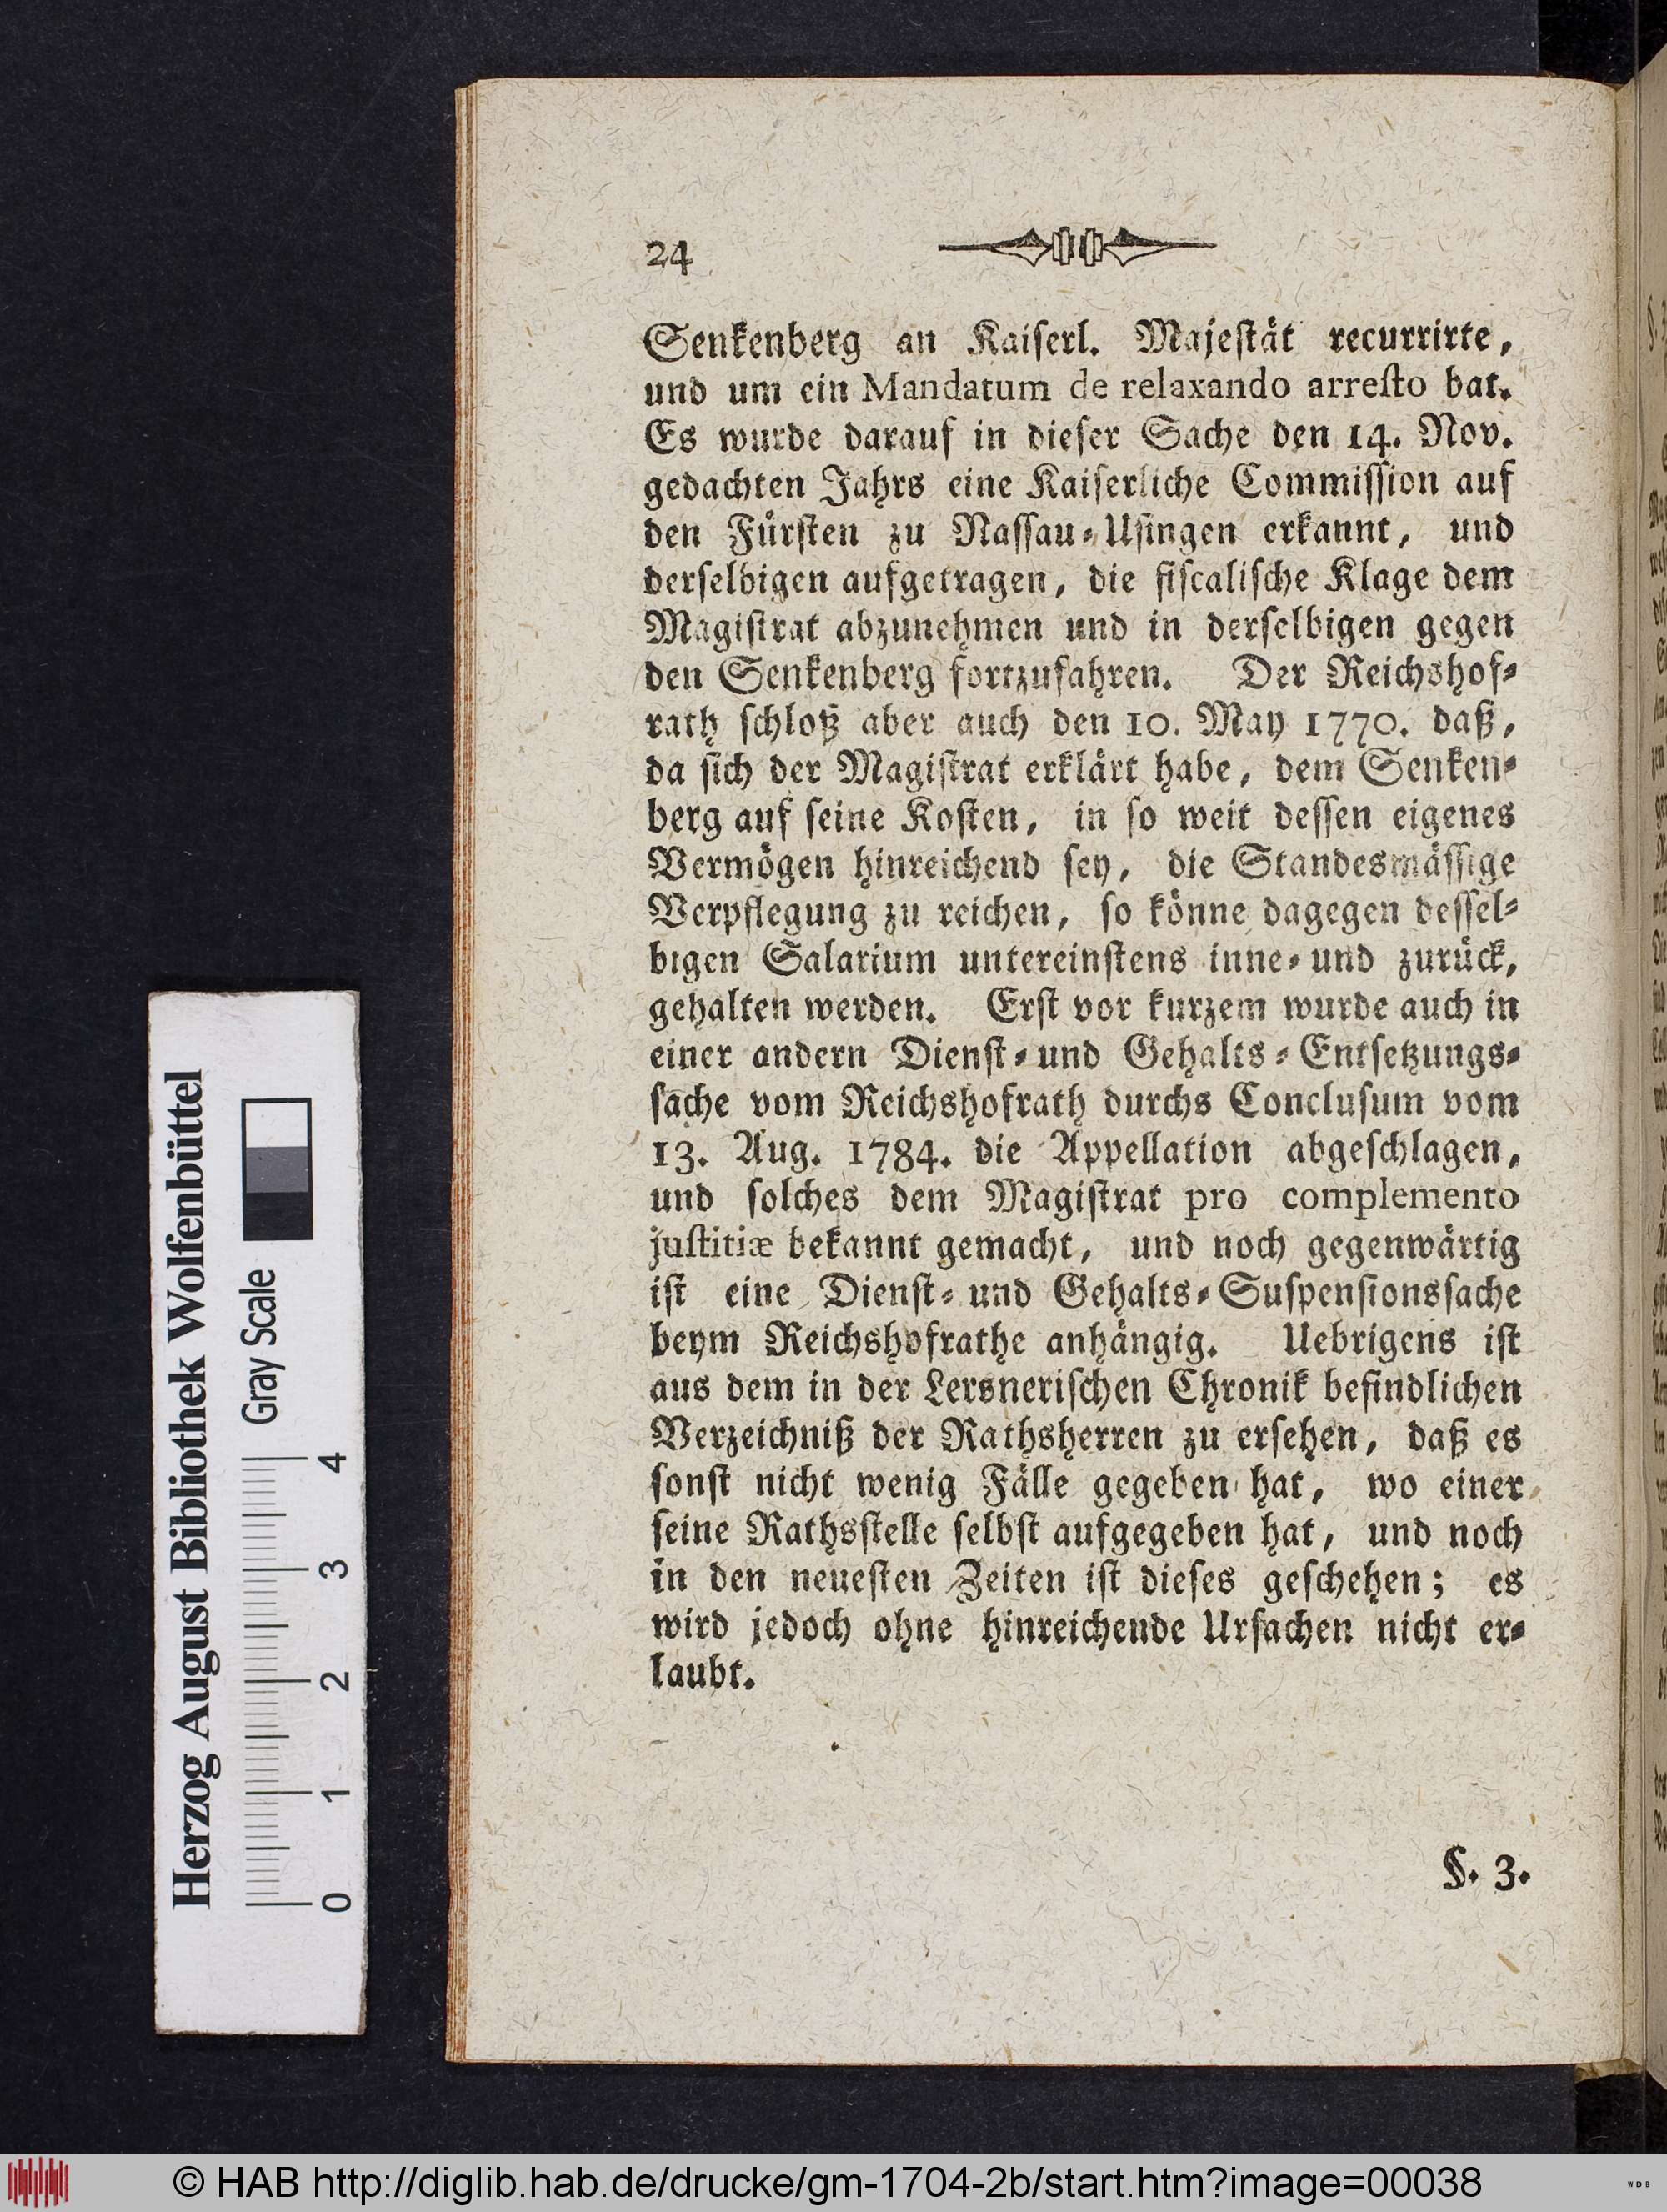 24
Senkenberg an Kaiſerl. Majeſtät recurrirte,
und um ein Mandatum de relaxando arreſto bat.
Es wurde darauf in dieſer Sache den 14. Nov.
gedachten Jahrs eine Kaiſerliche Commiſſion auf
den Fürſten zu Naſſau⸗Uſingen erkannt, und
derſelbigen aufgetragen, die fiſcaliſche Klage dem
Magiſtrat abzunehmen und in derſelbigen gegen
den Senkenberg fortzufahren. Der Reichshof⸗
rath ſchloß aber auch den 10. May 1770. daß,
da ſich der Magiſtrat erklärt habe, dem Senken⸗
berg auf ſeine Koſten, in ſo weit deſſen eigenes
Vermögen hinreichend ſey, die Standesmäſſige
Verpflegung zu reichen, ſo könne dagegen deſſel⸗
bigen Salarium untereinſtens inne⸗ und zurück,
gehalten werden. Erſt vor kurzem wurde auch in
einer andern Dienſt⸗ und Gehalts⸗Entſetzungs⸗
ſache vom Reichshofrath durchs Concluſum vom
13. Aug. 1784. die Appellation abgeſchlagen,
und ſolches dem Magiſtrat pro complemento
juſtitiæ bekannt gemacht, und noch gegenwärtig
iſt eine Dienſt⸗ und Gehalts⸗Suſpenſionsſache
beym Reichshofrathe anhängig. Uebrigens iſt
aus dem in der Lersneriſchen Chronik befindlichen
Verzeichniß der Rathsherren zu erſehen, daß es
ſonſt nicht wenig Fälle gegeben hat, wo einer
ſeine Rathsſtelle ſelbſt aufgegeben hat, und noch
in den neueſten Zeiten iſt dieſes geſchehen; es
wird jedoch ohne hinreichende Urſachen nicht er⸗
laubt.
§. 3.
Herzog August Bibliothek Wolfenbüttel
Gray Scale
0 1 2 3 4
© HAB http://diglib.hab.de/drucke/gm-1704-2b/start.htm?image=00038
WDB